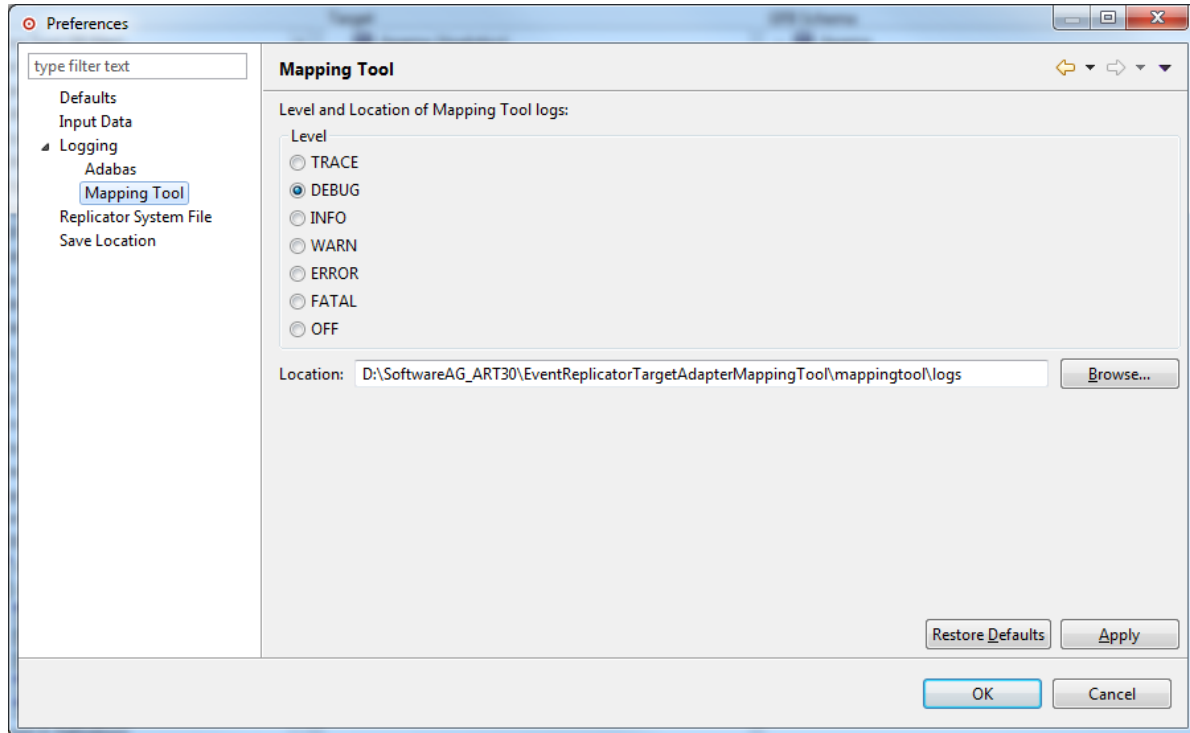 Preferences
type filter text
Defaults
Input Data
Logging
Adabas
Mapping Tool
Replicator System File
Save Location
Mapping Tool
Level and Location of Mapping Tool logs:
Level
TRACE
DEBUG
INFO
WARN
ERROR
FATAL
OFF
Location: D:\SoftwareAG_ART30\EventReplicatorTargetAdapterMappingTool\mappingtool\logs Browse...
Restore Defaults Apply
OK Cancel